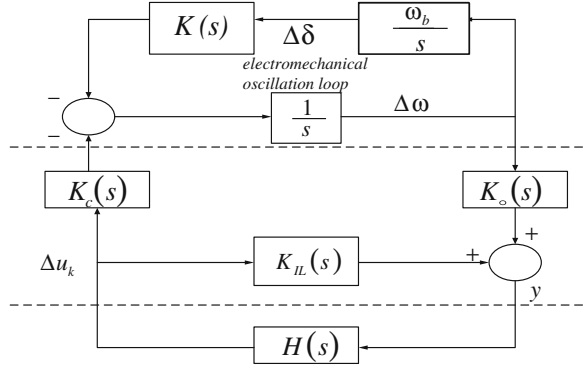 K(s)
Δδ
ω_b
s
electromechanical
oscillation loop
−
−
1
s
Δω
K_c(s)
K_o(s)
Δu_k
K_IL(s)
+
+
y
H(s)